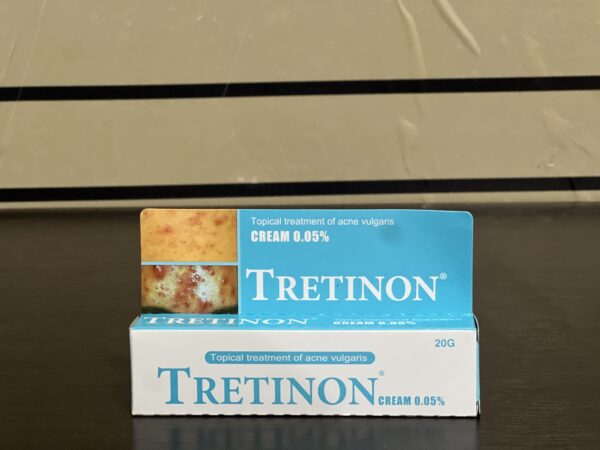 Topical treatment of acne vulgaris
CREAM 0.05%
TRETINON®
TRETINON CREAM 0.05%
20G
Topical treatment of acne vulgaris
TRETINON® CREAM 0.05%